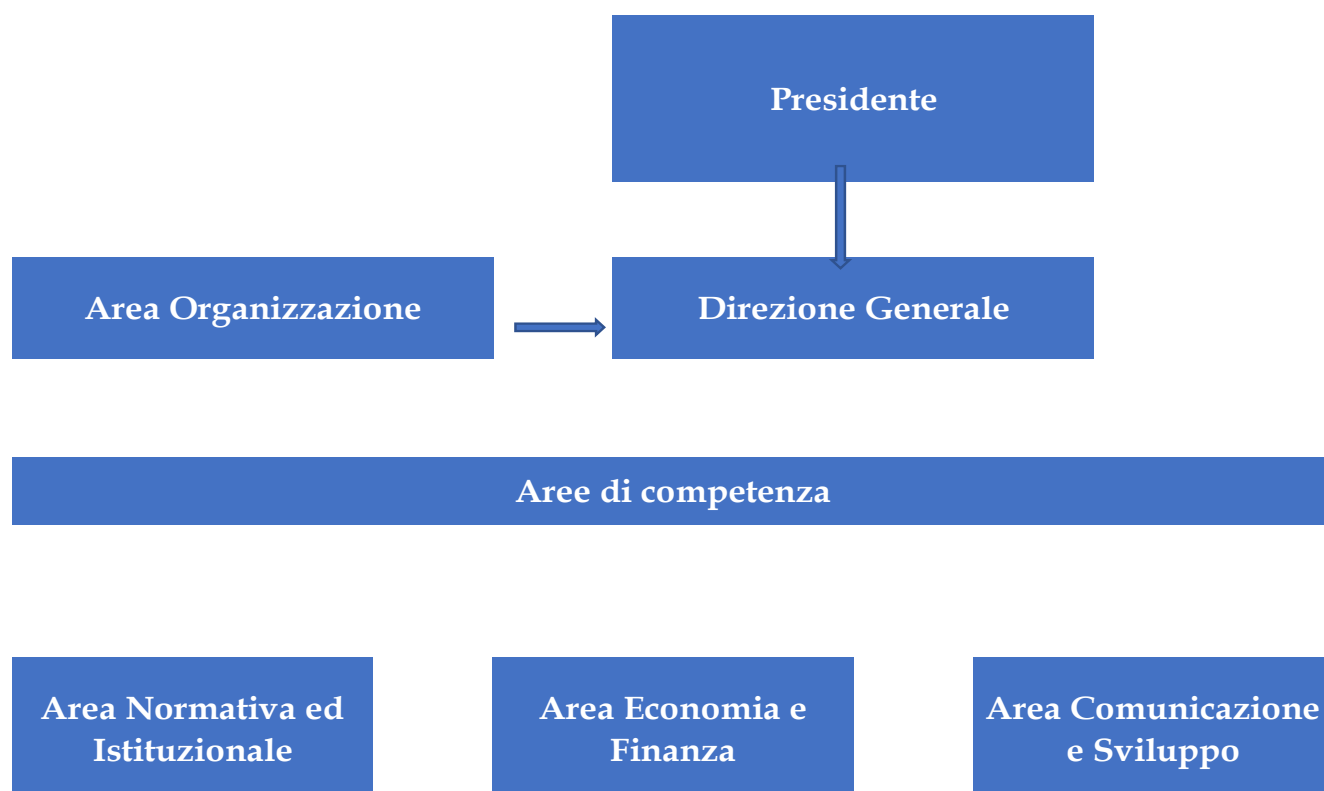 Presidente
Area Organizzazione
Direzione Generale
Aree di competenza
Area Normativa ed
Istituzionale
Area Economia e
Finanza
Area Comunicazione
e Sviluppo